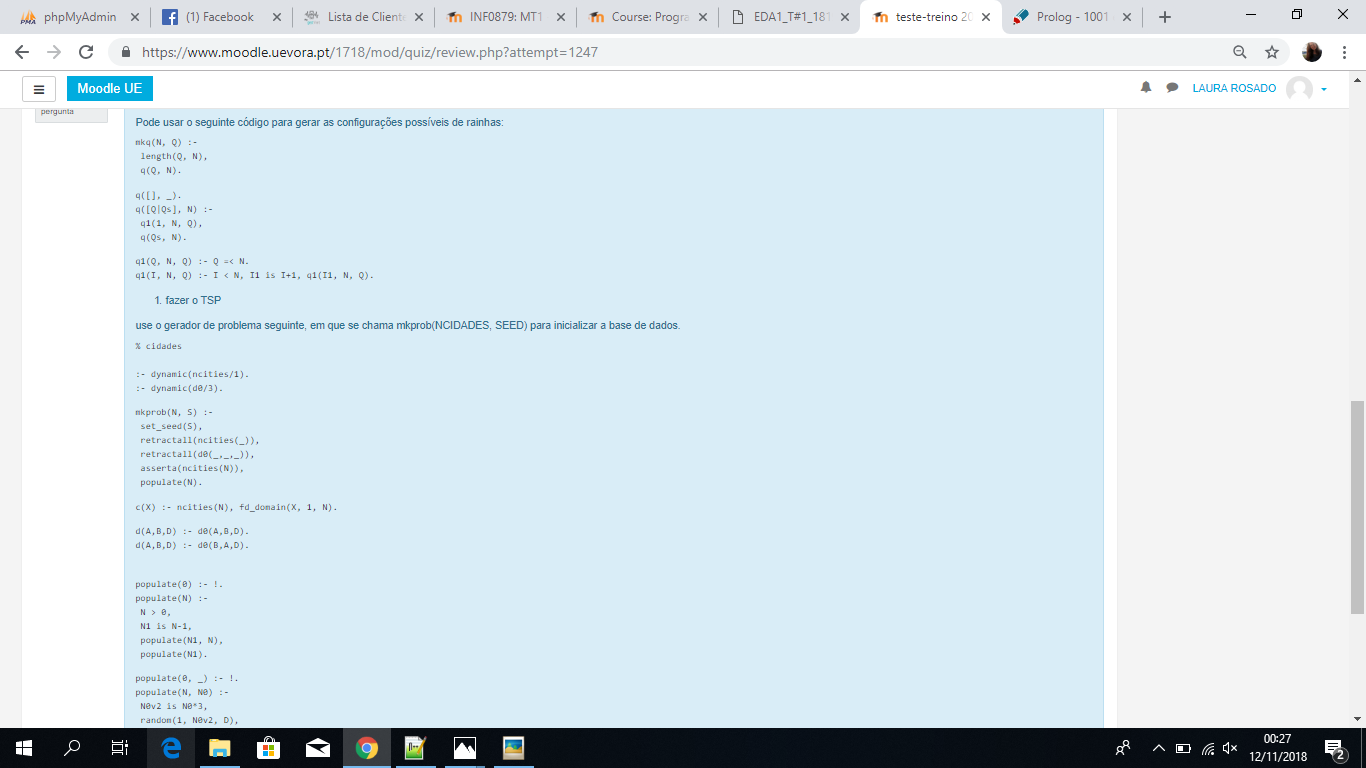 phpMyAdmin
(1) Facebook
Lista de Cliente
INF0879: MT1
Course: Progra
EDA1_T#1_181
teste-treino 20
Prolog - 1001
https://www.moodle.uevora.pt/1718/mod/quiz/review.php?attempt=1247
Moodle UE
LAURA ROSADO
pergunta
Pode usar o seguinte código para gerar as configurações possíveis de rainhas:
mkq(N, Q) :-
length(Q, N),
q(Q, N).
q([], _).
q([Q|Qs], N) :-
q1(1, N, Q),
q(Qs, N).
q1(Q, N, Q) :- Q =< N.
q1(I, N, Q) :- I < N, I1 is I+1, q1(I1, N, Q).
1. fazer o TSP
use o gerador de problema seguinte, em que se chama mkprob(NCIDADES, SEED) para inicializar a base de dados.
% cidades
:- dynamic(ncities/1).
:- dynamic(d0/3).
mkprob(N, S) :-
set_seed(S),
retractall(ncities(_)),
retractall(d0(_,_,_)),
asserta(ncities(N)),
populate(N).
c(X) :- ncities(N), fd_domain(X, 1, N).
d(A,B,D) :- d0(A,B,D).
d(A,B,D) :- d0(B,A,D).
populate(0) :- !.
populate(N) :-
N > 0,
N1 is N-1,
populate(N1, N),
populate(N1).
populate(0, _) :- !.
populate(N, N0) :-
N0v2 is N0*3,
random(1, N0v2, D),
00:27
12/11/2018
2